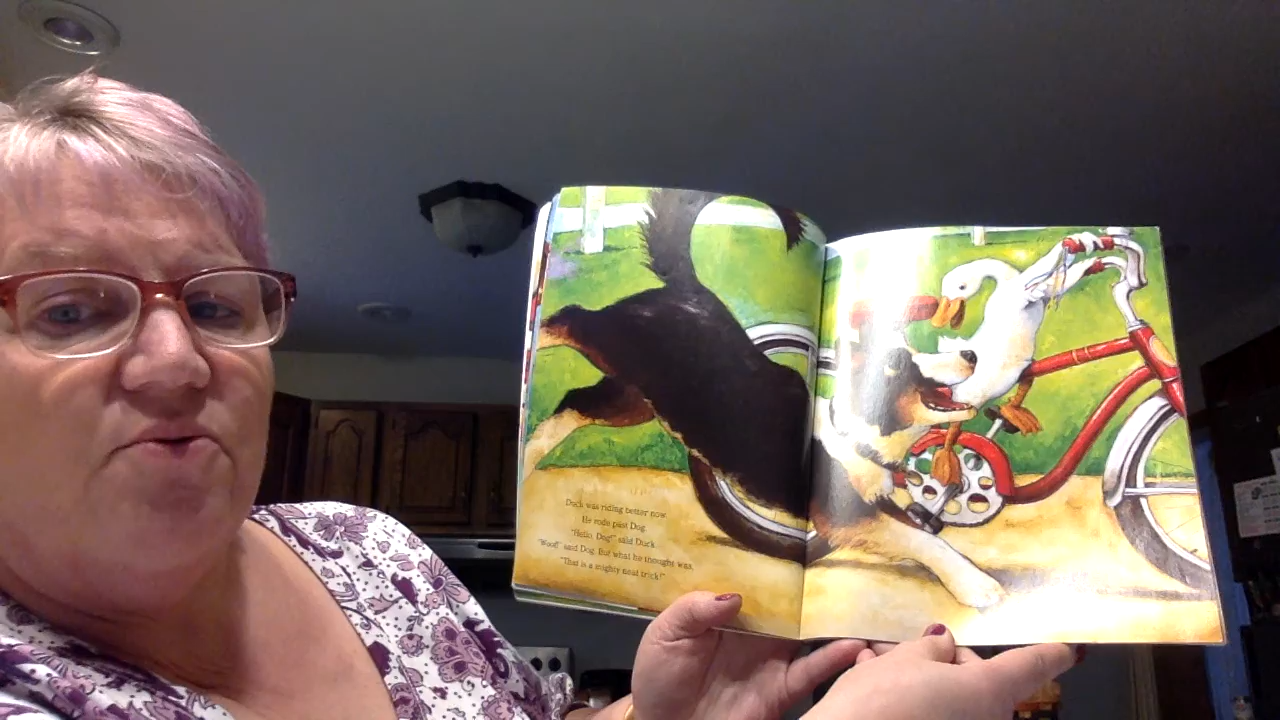 Duck was riding better now.
He rode past Dog.
"Hello, Dog!" said Duck.
"Woof!" said Dog. But what he thought was,
"That is a mighty neat trick!"